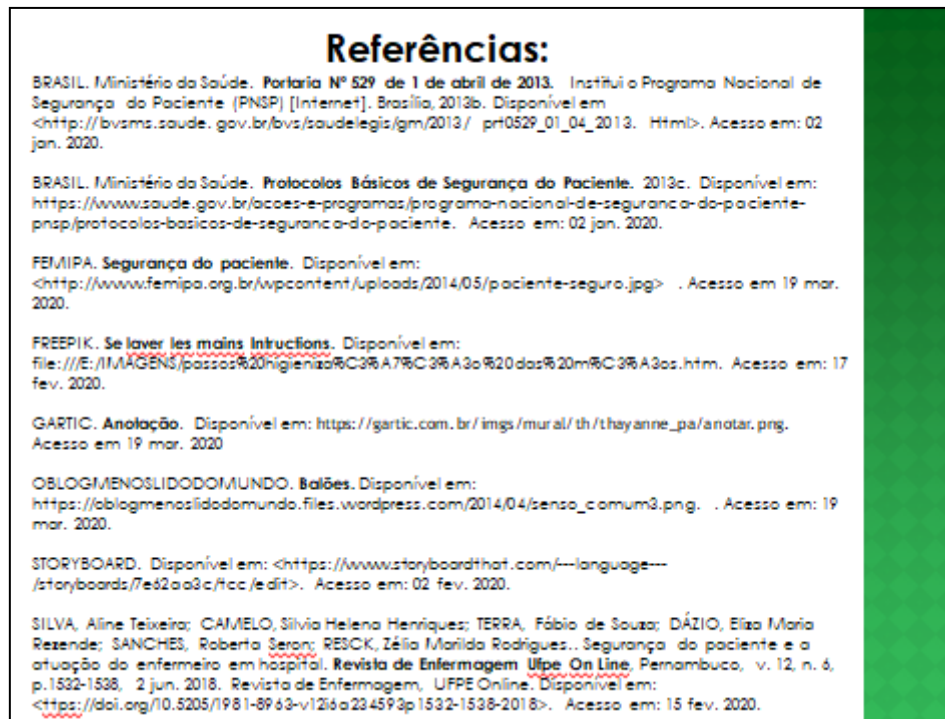 Referências:
BRASIL. Ministério da Saúde. Portaria Nº 529 de 1 de abril de 2013. Institui o Programa Nacional de
Segurança do Paciente (PNSP) [Internet]. Brasília, 2013b. Disponível em
<http://bvsms.saude. gov.br/bvs/saudelegis/gm/2013/ prt0529_01_04_2013. Html>. Acesso em: 02
jan. 2020.
BRASIL. Ministério da Saúde. Protocolos Básicos de Segurança do Paciente. 2013c. Disponível em:
https://www.saude.gov.br/acoes-e-programas/programa-nacional-de-seguranca-do-paciente-
pnsp/protocolos-basicos-de-seguranca-do-paciente. Acesso em: 02 jan. 2020.
FEMIPA. Segurança do paciente. Disponível em:
<http://www.femipa.org.br/wpcontent/uploads/2014/05/paciente-seguro.jpg> . Acesso em 19 mar.
2020.
FREEPIK. Se laver les mains Intructions. Disponível em:
file:///E:/IMAGENS/passos%20higieniza%C3%A7%C3%A3o%20das%20m%C3%A3os.htm. Acesso em: 17
fev. 2020.
GARTIC. Anotação. Disponível em: https://gartic.com.br/imgs/mural/th/thayanne_pa/anotar.png.
Acesso em 19 mar. 2020
OBLOGMENOSLIDODOMUNDO. Balões. Disponível em:
https://oblogmenoslidodomundo.files.wordpress.com/2014/04/senso_comum3.png. . Acesso em: 19
mar. 2020.
STORYBOARD. Disponível em: <https://www.storyboardthat.com/---language---
/storyboards/7e62aa3c/tcc/edit>. Acesso em: 02 fev. 2020.
SILVA, Aline Teixeira; CAMELO, Silvia Helena Henriques; TERRA, Fábio de Souza; DÁZIO, Eliza Maria
Rezende; SANCHES, Roberta Seron; RESCK, Zélia Marilda Rodrigues.. Segurança do paciente e a
atuação do enfermeiro em hospital. Revista de Enfermagem Ufpe On Line, Pernambuco, v. 12, n. 6,
p.1532-1538, 2 jun. 2018. Revista de Enfermagem, UFPE Online. Disponível em:
<ttps://doi.org/10.5205/1981-8963-v12i6a234593p1532-1538-2018>. Acesso em: 15 fev. 2020.